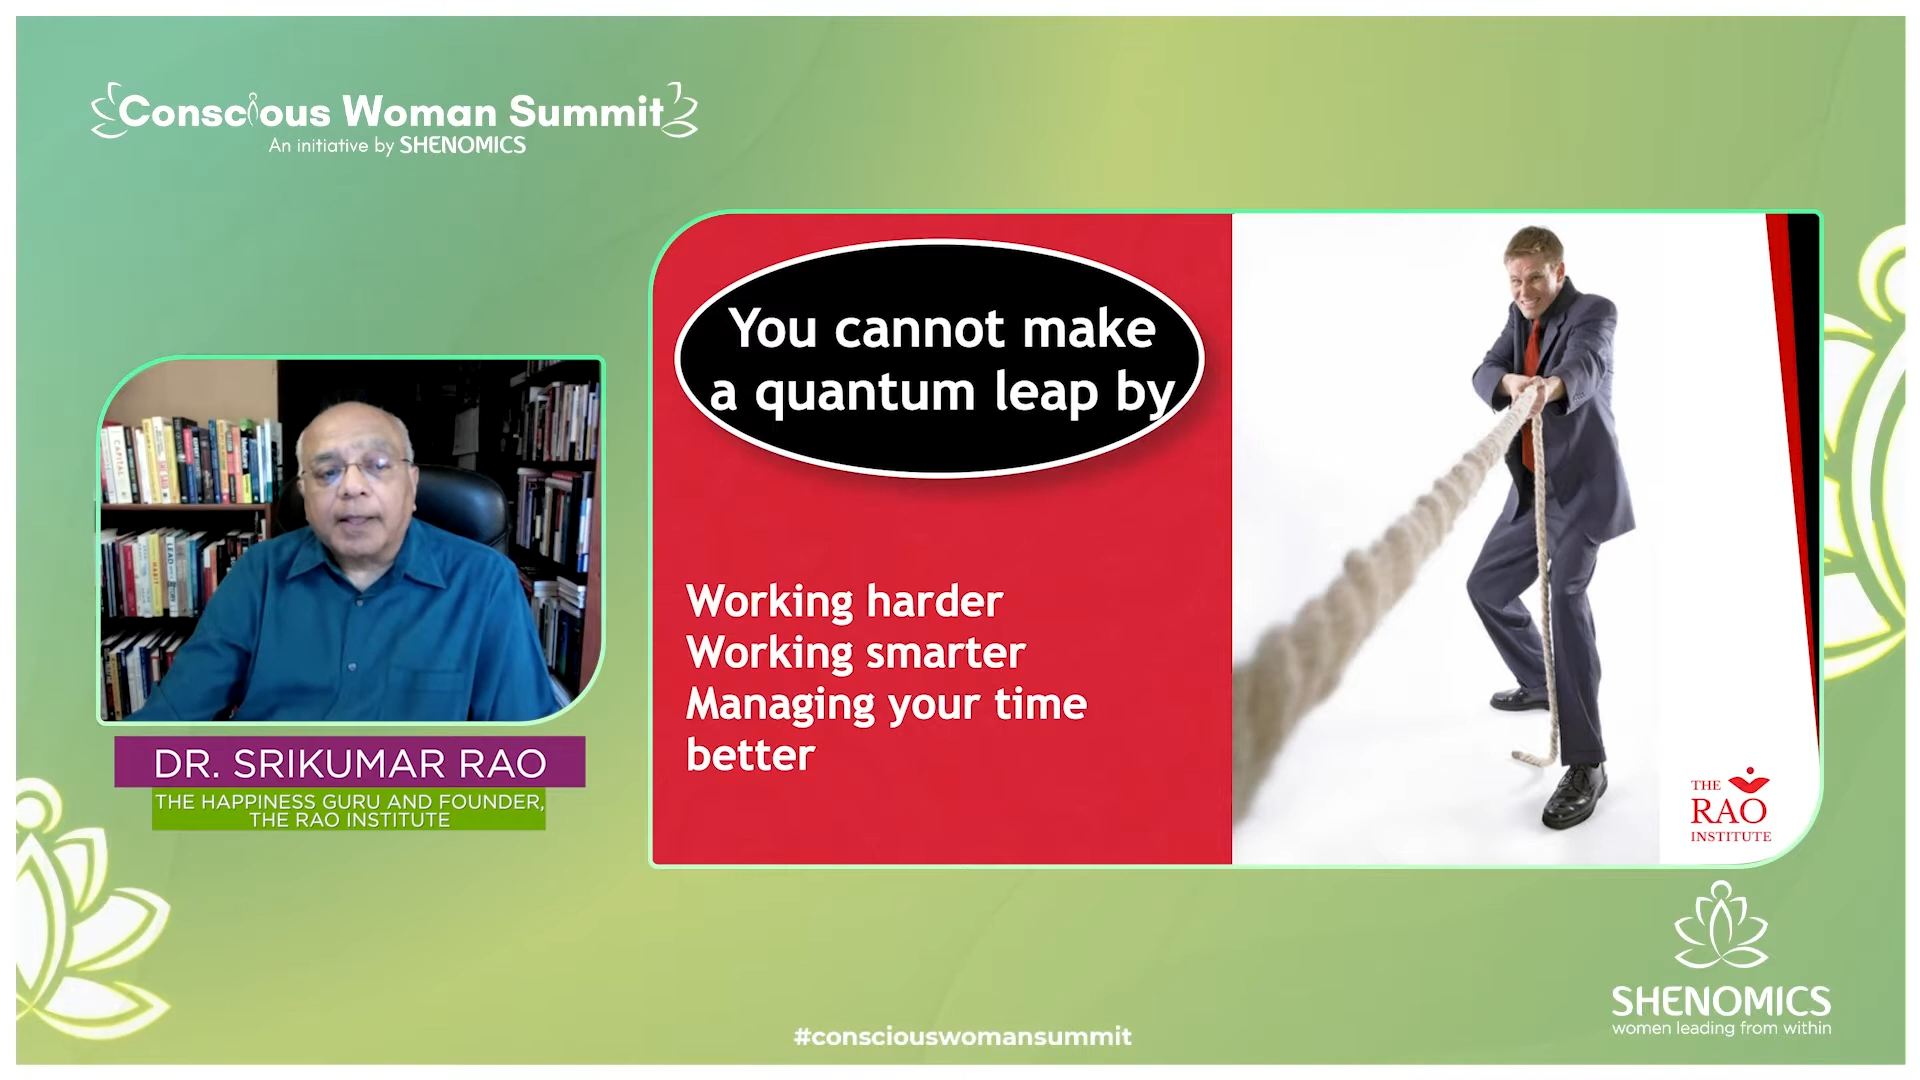 Conscious Woman Summit
An initiative by SHENOMICS
You cannot make
a quantum leap by
Working harder
Working smarter
Managing your time
better
CAPITAL
DR. SRIKUMAR RAO
THE HAPPINESS GURU AND FOUNDER,
THE RAO INSTITUTE
THE
RAO
INSTITUTE
SHENOMICS
women leading from within
#consciouswomansummit